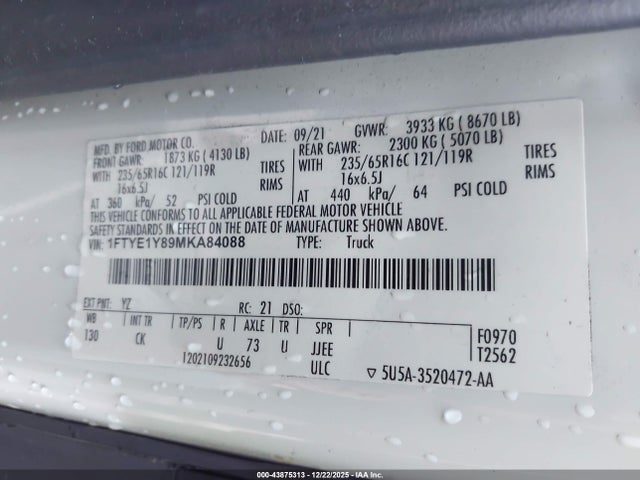 MFD. BY FORD MOTOR CO.
DATE: 09/21 GVWR: 3933 KG ( 8670 LB)
FRONT GAWR: 1873 KG ( 4130 LB)
REAR GAWR: 2300 KG ( 5070 LB)
WITH 235/65R16C 121/119R TIRES
WITH 235/65R16C 121/119R TIRES
16x6.5J RIMS
16x6.5J RIMS
AT 360 kPa/ 52 PSI COLD
AT 440 kPa/ 64 PSI COLD
THIS VEHICLE CONFORMS TO ALL APPLICABLE FEDERAL MOTOR VEHICLE
SAFETY STANDARDS IN EFFECT ON THE DATE OF MANUFACTURE SHOWN ABOVE.
VIN: 1FTYE1Y89MKA84088 TYPE: Truck
EXT PNT: YZ RC: 21 DSO:
WB INT TR TP/PS R AXLE TR SPR
130 CK U 73 U JJEE
1202109232656 ULC
F0970
T2562
▽ 5U5A-3520472-AA
000-43875313 - 12/22/2025 - IAA, Inc.